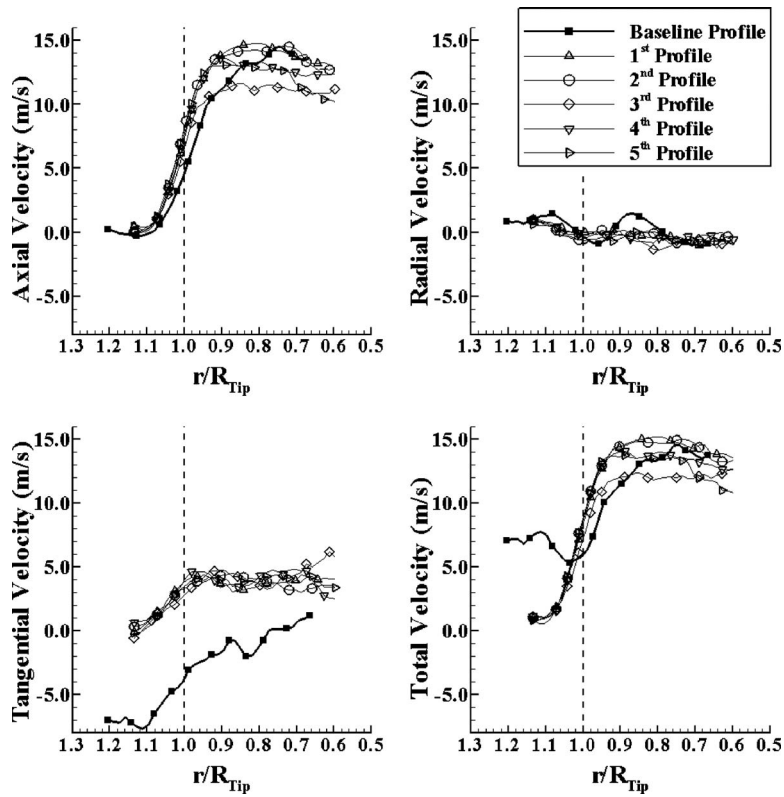 15.0
10.0
5.0
0.0
-5.0
Axial Velocity (m/s)
1.3 1.2 1.1 1.0 0.9 0.8 0.7 0.6 0.5
r/R_Tip
15.0
10.0
5.0
0.0
-5.0
Radial Velocity (m/s)
1.3 1.2 1.1 1.0 0.9 0.8 0.7 0.6 0.5
r/R_Tip
Baseline Profile
1st Profile
2nd Profile
3rd Profile
4th Profile
5th Profile
15.0
10.0
5.0
0.0
-5.0
Tangential Velocity (m/s)
1.3 1.2 1.1 1.0 0.9 0.8 0.7 0.6 0.5
r/R_Tip
15.0
10.0
5.0
0.0
-5.0
Total Velocity (m/s)
1.3 1.2 1.1 1.0 0.9 0.8 0.7 0.6 0.5
r/R_Tip